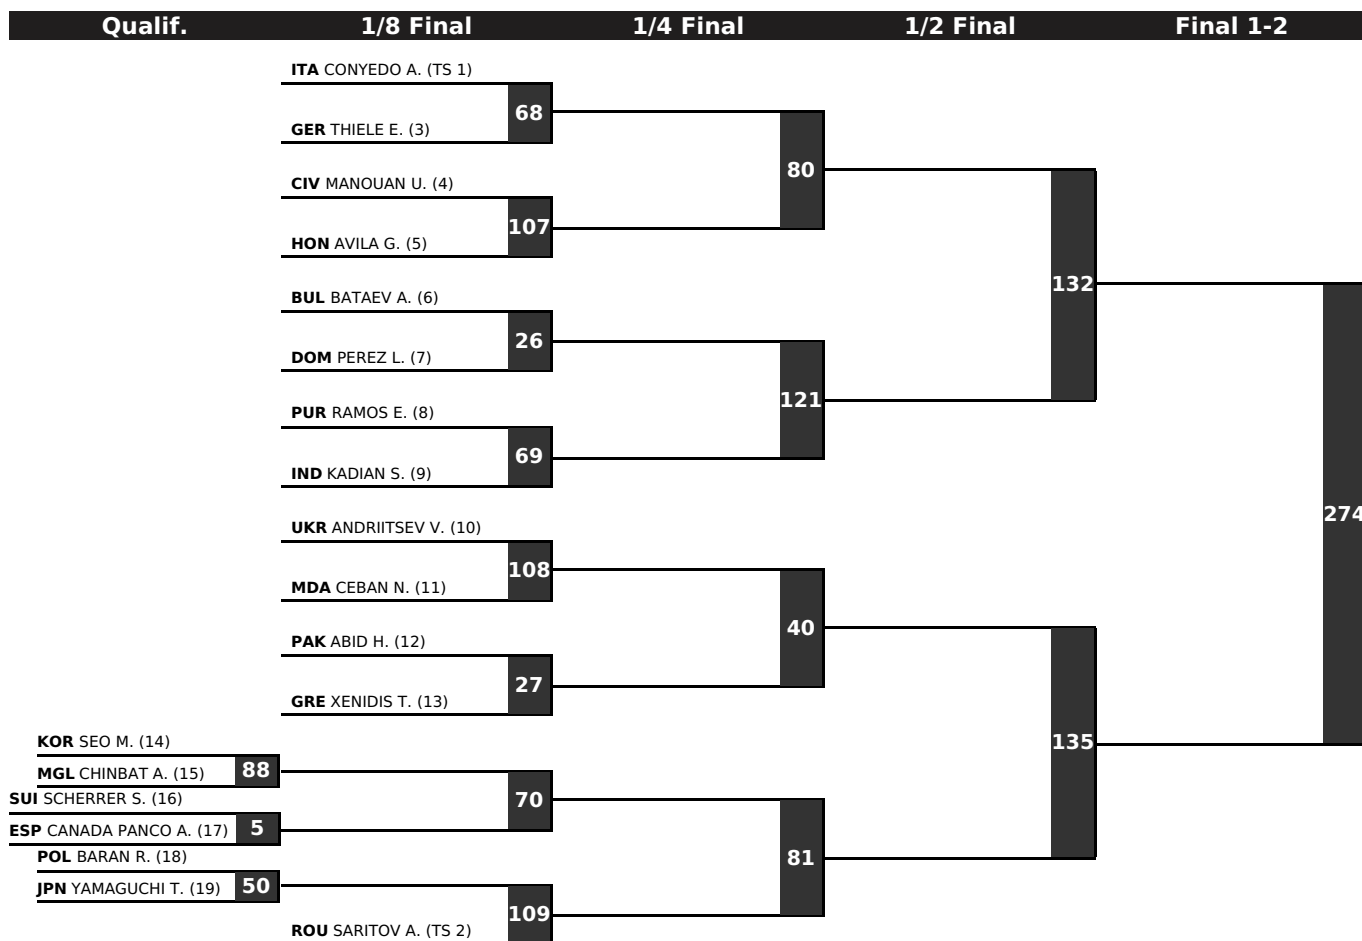 Qualif. 1/8 Final 1/4 Final 1/2 Final Final 1-2
ITA CONYEDO A. (TS 1)
68
GER THIELE E. (3)
80
CIV MANOUAN U. (4)
107
HON AVILA G. (5)
132
BUL BATAEV A. (6)
26
DOM PEREZ L. (7)
121
PUR RAMOS E. (8)
69
IND KADIAN S. (9)
274
UKR ANDRIITSEV V. (10)
108
MDA CEBAN N. (11)
40
PAK ABID H. (12)
27
GRE XENIDIS T. (13)
135
KOR SEO M. (14)
88
MGL CHINBAT A. (15)
70
SUI SCHERRER S. (16)
5
ESP CANADA PANCO A. (17)
81
POL BARAN R. (18)
50
JPN YAMAGUCHI T. (19)
109
ROU SARITOV A. (TS 2)